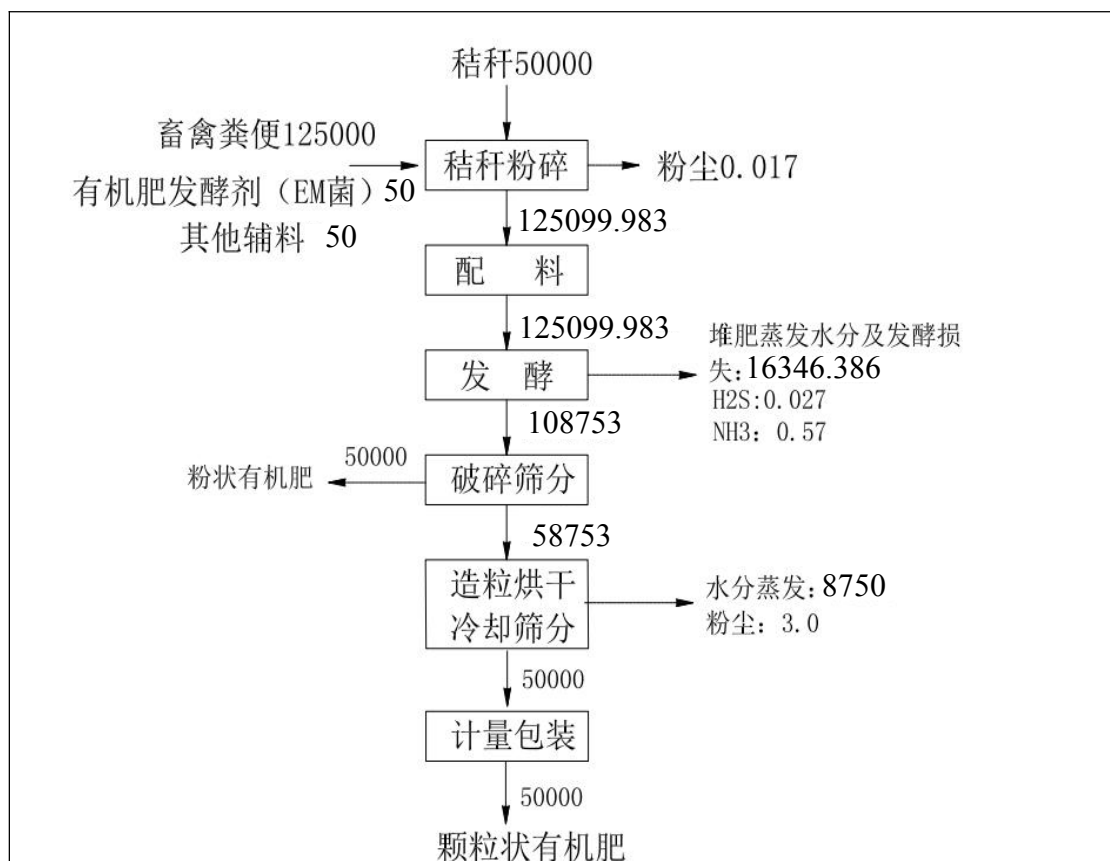 秸秆50000
畜禽粪便125000
有机肥发酵剂（EM菌）50
其他辅料 50
秸秆粉碎
粉尘0.017
125099.983
配 料
125099.983
发 酵
堆肥蒸发水分及发酵损
失：16346.386
H2S:0.027
NH3：0.57
108753
50000
粉状有机肥
破碎筛分
58753
造粒烘干
冷却筛分
水分蒸发：8750
粉尘：3.0
50000
计量包装
50000
颗粒状有机肥